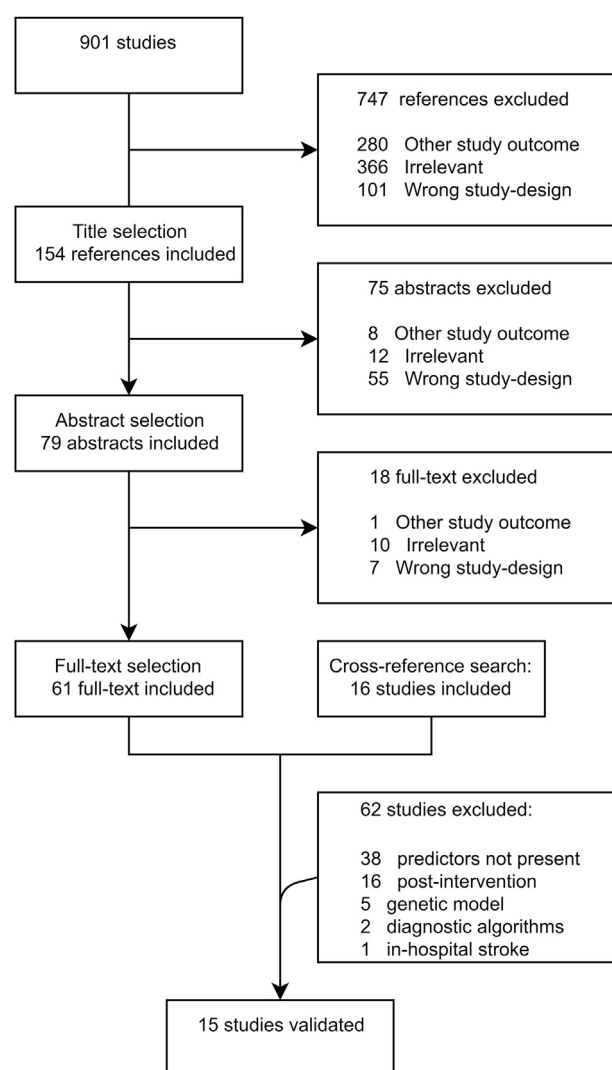 901 studies
747 references excluded
280 Other study outcome
366 Irrelevant
101 Wrong study-design
Title selection
154 references included
75 abstracts excluded
8 Other study outcome
12 Irrelevant
55 Wrong study-design
Abstract selection
79 abstracts included
18 full-text excluded
1 Other study outcome
10 Irrelevant
7 Wrong study-design
Full-text selection
61 full-text included
Cross-reference search:
16 studies included
62 studies excluded:
38 predictors not present
16 post-intervention
5 genetic model
2 diagnostic algorithms
1 in-hospital stroke
15 studies validated